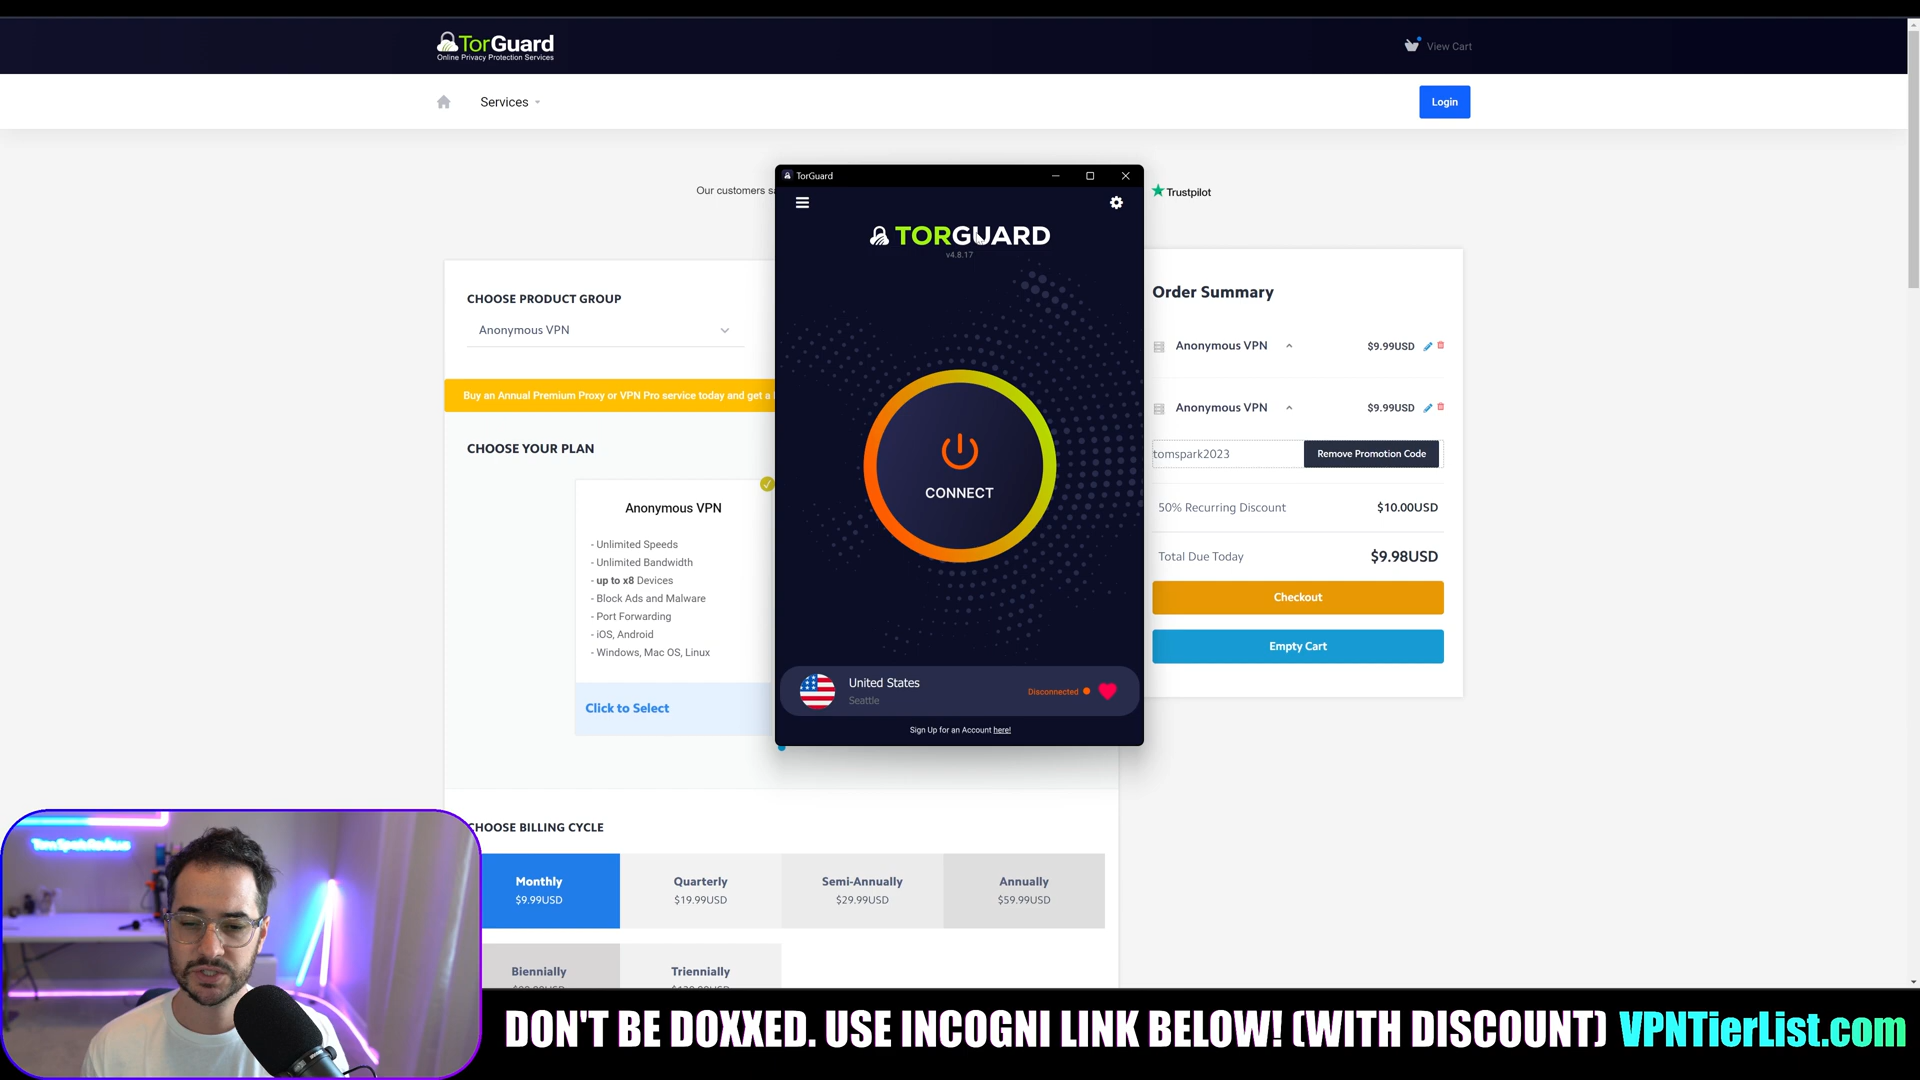 TorGuard
Online Privacy Protection Services
View Cart
Services
Login
Our customers sa
Trustpilot
TorGuard
TORGUARD
v4.8.17
CONNECT
United States
Seattle
Disconnected
Sign Up for an Account here!
CHOOSE PRODUCT GROUP
Anonymous VPN
Buy an Annual Premium Proxy or VPN Pro service today and get a
CHOOSE YOUR PLAN
Anonymous VPN
- Unlimited Speeds
- Unlimited Bandwidth
- up to x8 Devices
- Block Ads and Malware
- Port Forwarding
- iOS, Android
- Windows, Mac OS, Linux
Click to Select
Order Summary
Anonymous VPN $9.99USD
Anonymous VPN $9.99USD
tomspark2023 Remove Promotion Code
50% Recurring Discount $10.00USD
Total Due Today $9.98USD
Checkout
Empty Cart
CHOOSE BILLING CYCLE
Monthly Quarterly Semi-Annually Annually
$9.99USD $19.99USD $29.99USD $59.99USD
Biennially Triennially
DON'T BE DOXXED. USE INCOGNI LINK BELOW! (WITH DISCOUNT) VPNTierList.com